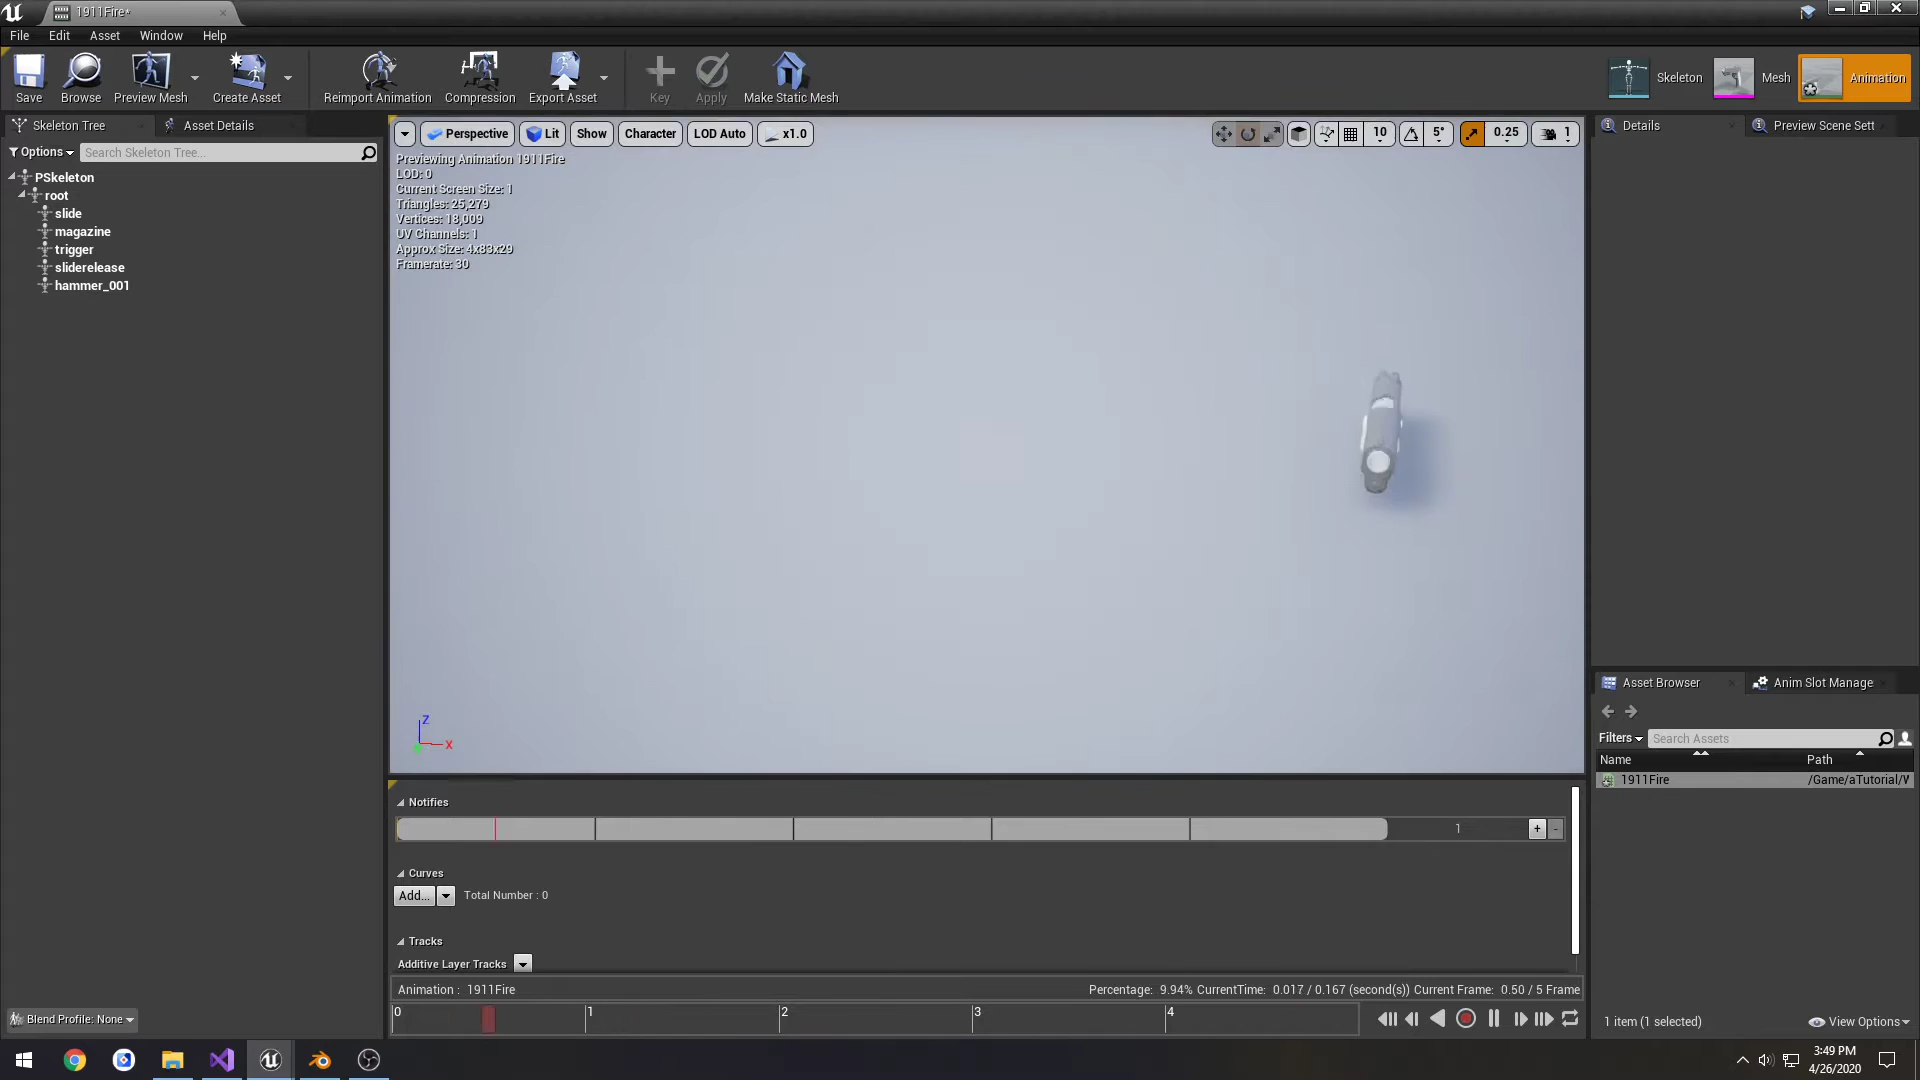 1911Fire*
File Edit Asset Window Help
Save Browse Preview Mesh Create Asset Reimport Animation Compression Export Asset Key Apply Make Static Mesh Skeleton Mesh Animation
Skeleton Tree Asset Details
Options Search Skeleton Tree...
PSkeleton
root
slide
magazine
trigger
sliderelease
hammer_001
Blend Profile: None
Perspective Lit Show Character LOD Auto x1.0 10 5° 0.25 1
Previewing Animation 1911Fire
LOD: 0
Current Screen Size: 1
Triangles: 25,279
Vertices: 18,009
UV Channels: 1
Approx Size: 4x83x29
Framerate: 30
Z
X
Notifies
1 + -
Curves
Add... Total Number : 0
Tracks
Additive Layer Tracks
Animation : 1911Fire Percentage: 9.94% CurrentTime: 0.017 / 0.167 (second(s)) Current Frame: 0.50 / 5 Frame
0 1 2 3 4
Details Preview Scene Sett
Asset Browser Anim Slot Manage
Filters Search Assets
Name Path
1911Fire /Game/aTutorial/W
1 item (1 selected) View Options
3:49 PM
4/26/2020